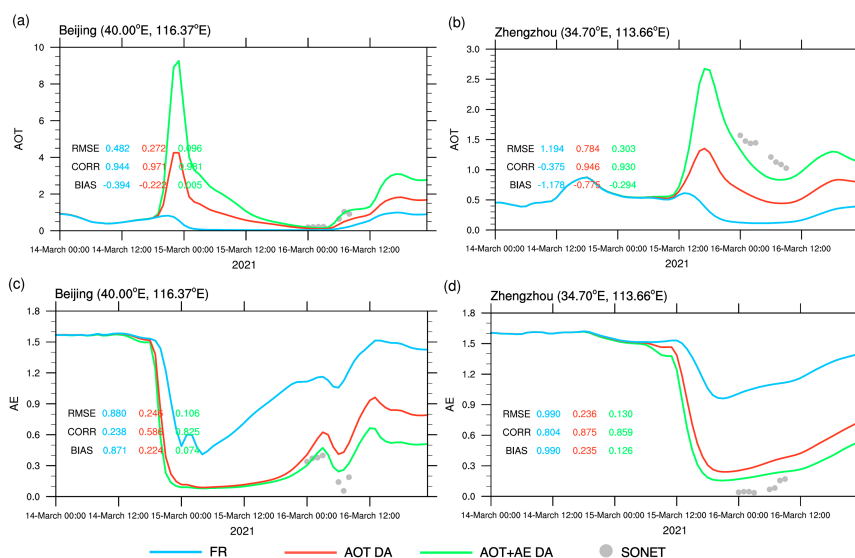 (a)
Beijing (40.00°E, 116.37°E)
10
8
6
4
2
0
AOT
RMSE 0.482 0.272 0.096
CORR 0.944 0.971 0.981
BIAS -0.394 -0.222 0.005
14-March 00:00 14-March 12:00 15-March 00:00 15-March 12:00 16-March 00:00 16-March 12:00
2021
(b)
Zhengzhou (34.70°E, 113.66°E)
3.0
2.5
2.0
1.5
1.0
0.5
0.0
AOT
RMSE 1.194 0.784 0.303
CORR -0.375 0.946 0.930
BIAS -1.178 -0.775 -0.294
14-March 00:00 14-March 12:00 15-March 00:00 15-March 12:00 16-March 00:00 16-March 12:00
2021
(c)
Beijing (40.00°E, 116.37°E)
1.8
1.5
1.2
0.9
0.6
0.3
0.0
AE
RMSE 0.880 0.246 0.106
CORR 0.238 0.586 0.825
BIAS 0.871 0.224 0.074
14-March 00:00 14-March 12:00 15-March 00:00 15-March 12:00 16-March 00:00 16-March 12:00
2021
(d)
Zhengzhou (34.70°E, 113.66°E)
1.8
1.5
1.2
0.9
0.6
0.3
0.0
AE
RMSE 0.990 0.236 0.130
CORR 0.804 0.875 0.859
BIAS 0.990 0.235 0.126
14-March 00:00 14-March 12:00 15-March 00:00 15-March 12:00 16-March 00:00 16-March 12:00
2021
FR AOT DA AOT+AE DA SONET